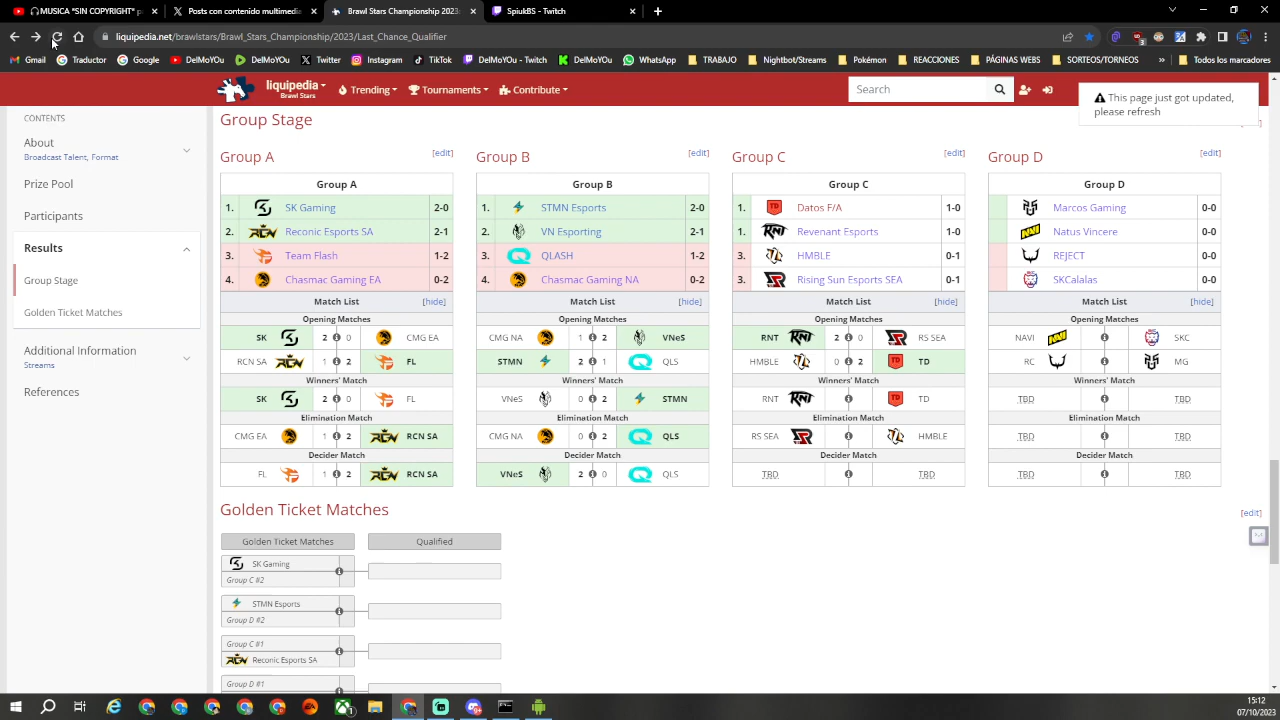 🎧MUSICA "SIN COPYRIGHT" p
Posts con contenido multimedi
Brawl Stars Championship 2023:
SpiukBS - Twitch
liquipedia.net/brawlstars/Brawl_Stars_Championship/2023/Last_Chance_Qualifier
Gmail Traductor Google DelMoYOU DelMoYOU Twitter Instagram TikTok DelMoYOU - Twitch DelMoYOU WhatsApp TRABAJO Nightbot/Streams Pokémon REACCIONES PÁGINAS WEB SORTEOS/TORNEOS » Todos los marcadores
liquipedia
Brawl Stars
Trending Tournaments Contribute
Search
This page just got updated,
please refresh
CONTENTS
About
Broadcast Talent, Format
Prize Pool
Participants
Results
Group Stage
Golden Ticket Matches
Additional Information
Streams
References
Group Stage
Group A [edit]
Group A
1. SK Gaming 2-0
2. Reconic Esports SA 2-1
3. Team Flash 1-2
4. Chasmac Gaming EA 0-2
Match List [hide]
Opening Matches
SK 2 0 CMG EA
RCN SA 1 2 FL
Winners' Match
SK 2 0 FL
Elimination Match
CMG EA 1 2 RCN SA
Decider Match
FL 1 2 RCN SA
Group B [edit]
Group B
1. STMN Esports 2-0
2. VN Esporting 2-1
3. QLASH 1-2
4. Chasmac Gaming NA 0-2
Match List [hide]
Opening Matches
CMG NA 1 2 VNeS
STMN 2 1 QLS
Winners' Match
VNeS 0 2 STMN
Elimination Match
CMG NA 0 2 QLS
Decider Match
VNeS 2 0 QLS
Group C [edit]
Group C
1. Datos F/A 1-0
1. Revenant Esports 1-0
3. HMBLE 0-1
3. Rising Sun Esports SEA 0-1
Match List [hide]
Opening Matches
RNT 2 0 RS SEA
HMBLE 0 2 TD
Winners' Match
RNT TD
Elimination Match
RS SEA HMBLE
Decider Match
TBD TBD
Group D [edit]
Group D
Marcos Gaming 0-0
Natus Vincere 0-0
REJECT 0-0
SKCalalas 0-0
Match List [hide]
Opening Matches
NAVI SKC
RC MG
Winners' Match
TBD TBD
Elimination Match
TBD TBD
Decider Match
TBD TBD
Golden Ticket Matches [edit]
Golden Ticket Matches Qualified
SK Gaming
Group C #2
STMN Esports
Group D #2
Group C #1
Reconic Esports SA
Group D #1
15:12
07/10/2023